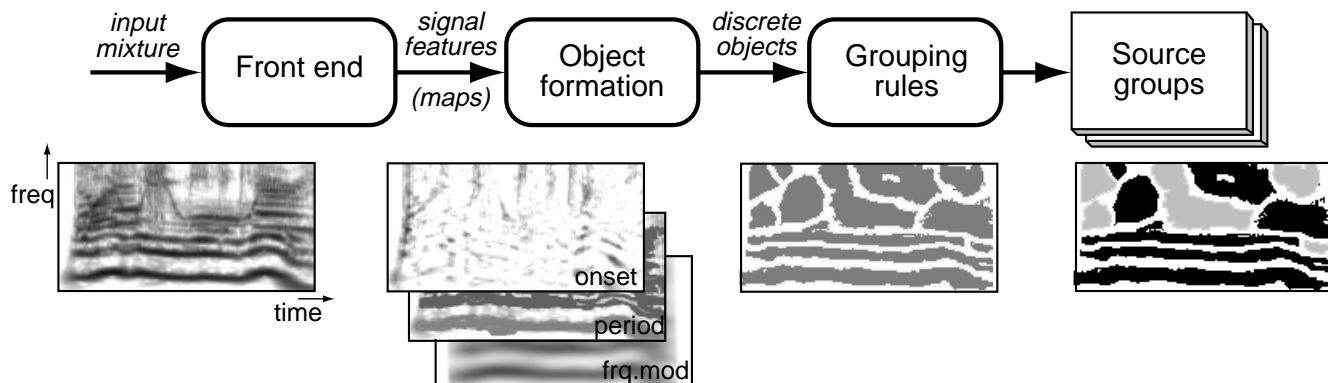 input
mixture
Front end
signal
features
(maps)
Object
formation
discrete
objects
Grouping
rules
Source
groups
freq
time
onset
period
frq.mod